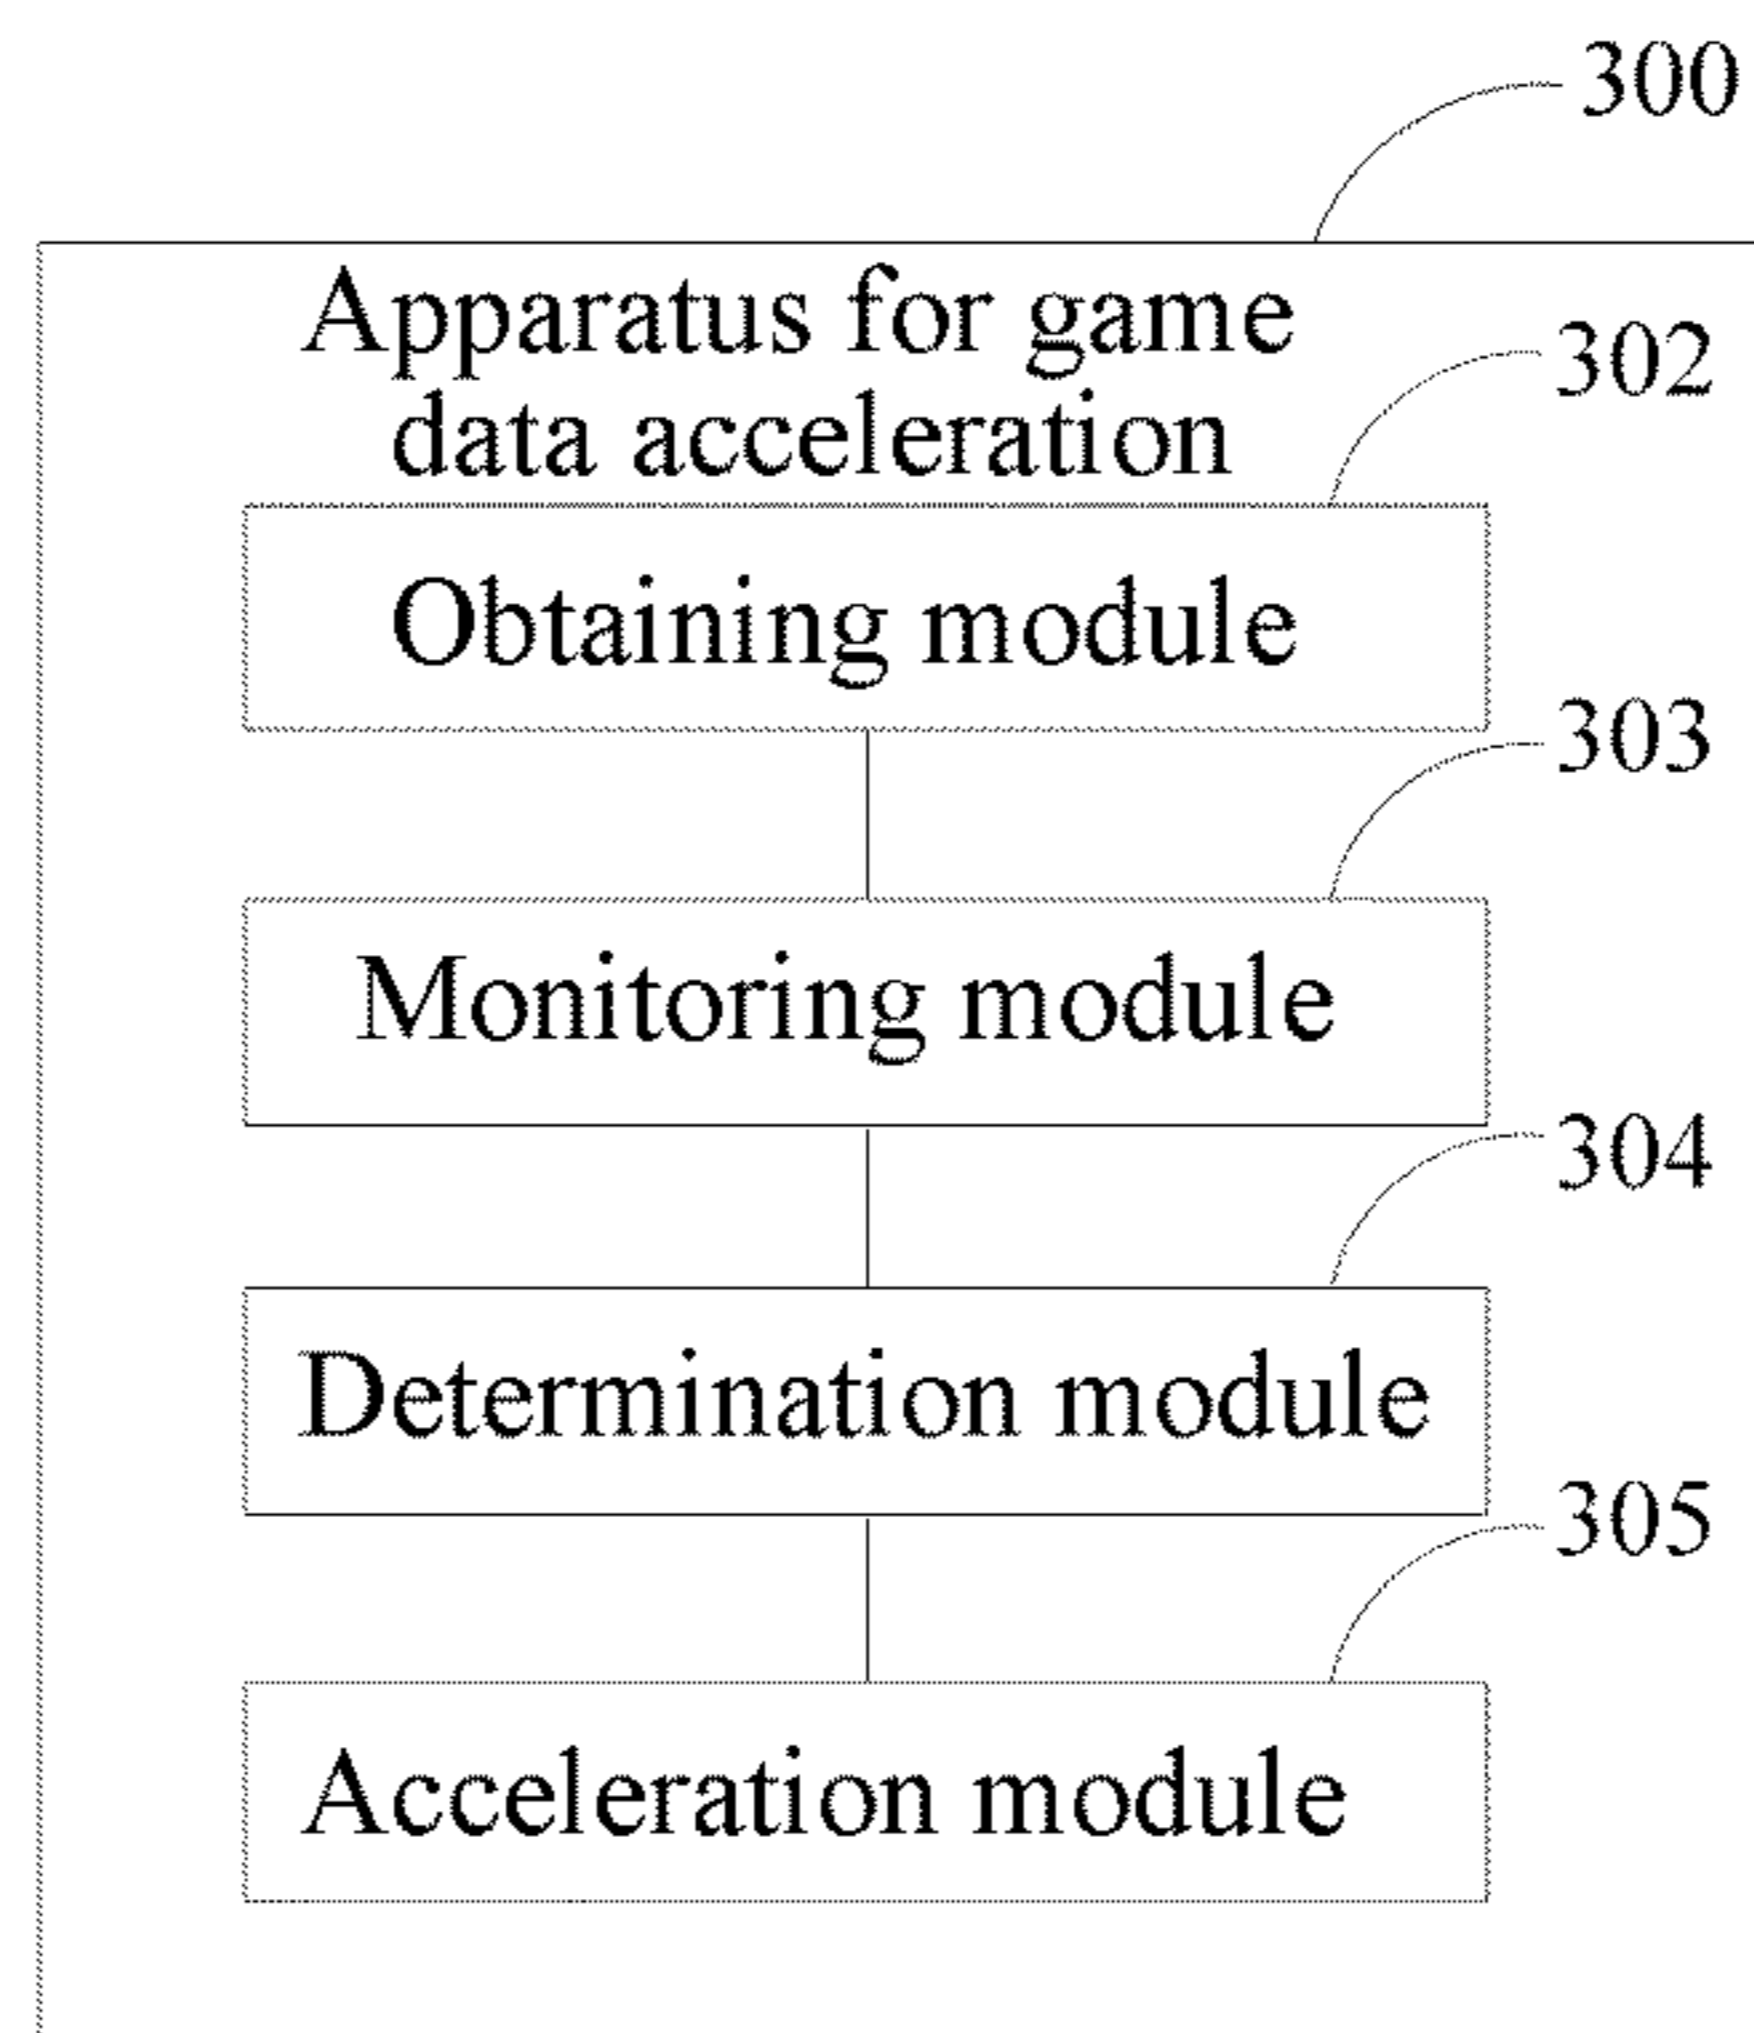 300
Apparatus for game
data acceleration
302
Obtaining module
303
Monitoring module
304
Determination module
305
Acceleration module